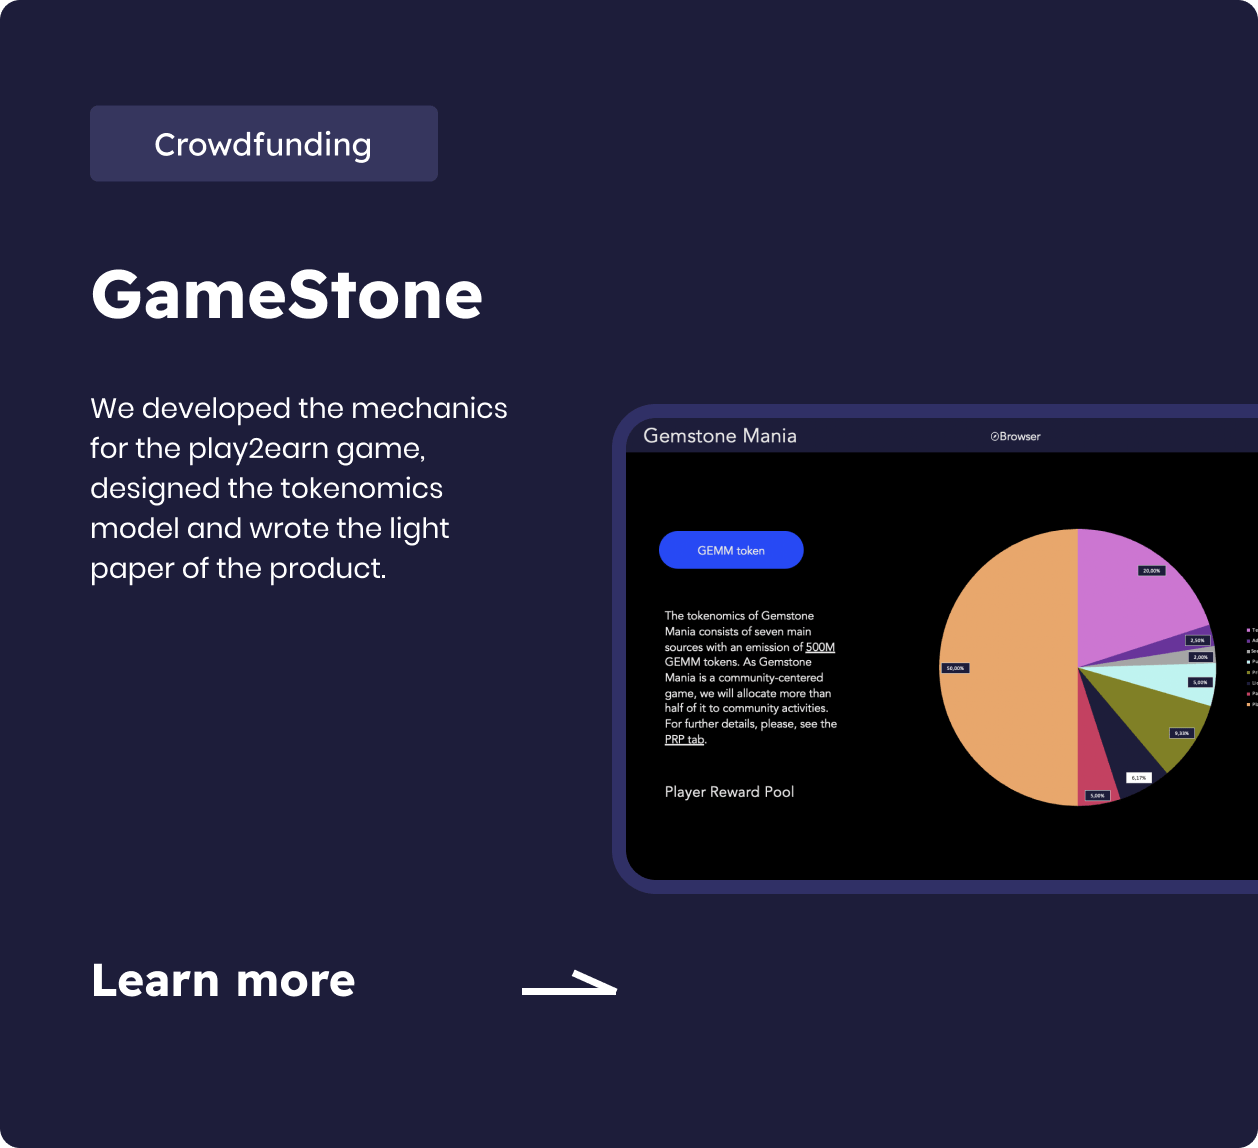 Crowdfunding
GameStone
We developed the mechanics
for the play2earn game,
designed the tokenomics
model and wrote the light
paper of the product.
Gemstone Mania
Browser
GEMM token
The tokenomics of Gemstone
Mania consists of seven main
sources with an emission of 500M
GEMM tokens. As Gemstone
Mania is a community-centered
game, we will allocate more than
half of it to community activities.
For further details, please, see the
PRP tab.
Player Reward Pool
20,00%
2,50%
2,00%
5,00%
9,33%
6,17%
5,00%
50,00%
Learn more